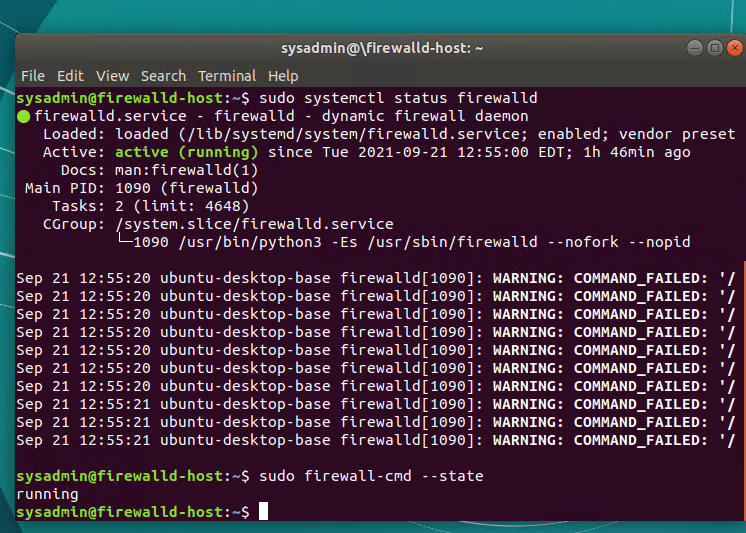 sysadmin@\firewalld-host: ~
File Edit View Search Terminal Help
sysadmin@firewalld-host:~$ sudo systemctl status firewalld
● firewalld.service - firewalld - dynamic firewall daemon
   Loaded: loaded (/lib/systemd/system/firewalld.service; enabled; vendor preset
   Active: active (running) since Tue 2021-09-21 12:55:00 EDT; 1h 46min ago
     Docs: man:firewalld(1)
 Main PID: 1090 (firewalld)
    Tasks: 2 (limit: 4648)
   CGroup: /system.slice/firewalld.service
           └─1090 /usr/bin/python3 -Es /usr/sbin/firewalld --nofork --nopid
Sep 21 12:55:20 ubuntu-desktop-base firewalld[1090]: WARNING: COMMAND_FAILED: '/
Sep 21 12:55:20 ubuntu-desktop-base firewalld[1090]: WARNING: COMMAND_FAILED: '/
Sep 21 12:55:20 ubuntu-desktop-base firewalld[1090]: WARNING: COMMAND_FAILED: '/
Sep 21 12:55:20 ubuntu-desktop-base firewalld[1090]: WARNING: COMMAND_FAILED: '/
Sep 21 12:55:20 ubuntu-desktop-base firewalld[1090]: WARNING: COMMAND_FAILED: '/
Sep 21 12:55:20 ubuntu-desktop-base firewalld[1090]: WARNING: COMMAND_FAILED: '/
Sep 21 12:55:20 ubuntu-desktop-base firewalld[1090]: WARNING: COMMAND_FAILED: '/
Sep 21 12:55:21 ubuntu-desktop-base firewalld[1090]: WARNING: COMMAND_FAILED: '/
Sep 21 12:55:21 ubuntu-desktop-base firewalld[1090]: WARNING: COMMAND_FAILED: '/
Sep 21 12:55:21 ubuntu-desktop-base firewalld[1090]: WARNING: COMMAND_FAILED: '/
sysadmin@firewalld-host:~$ sudo firewall-cmd --state
running
sysadmin@firewalld-host:~$